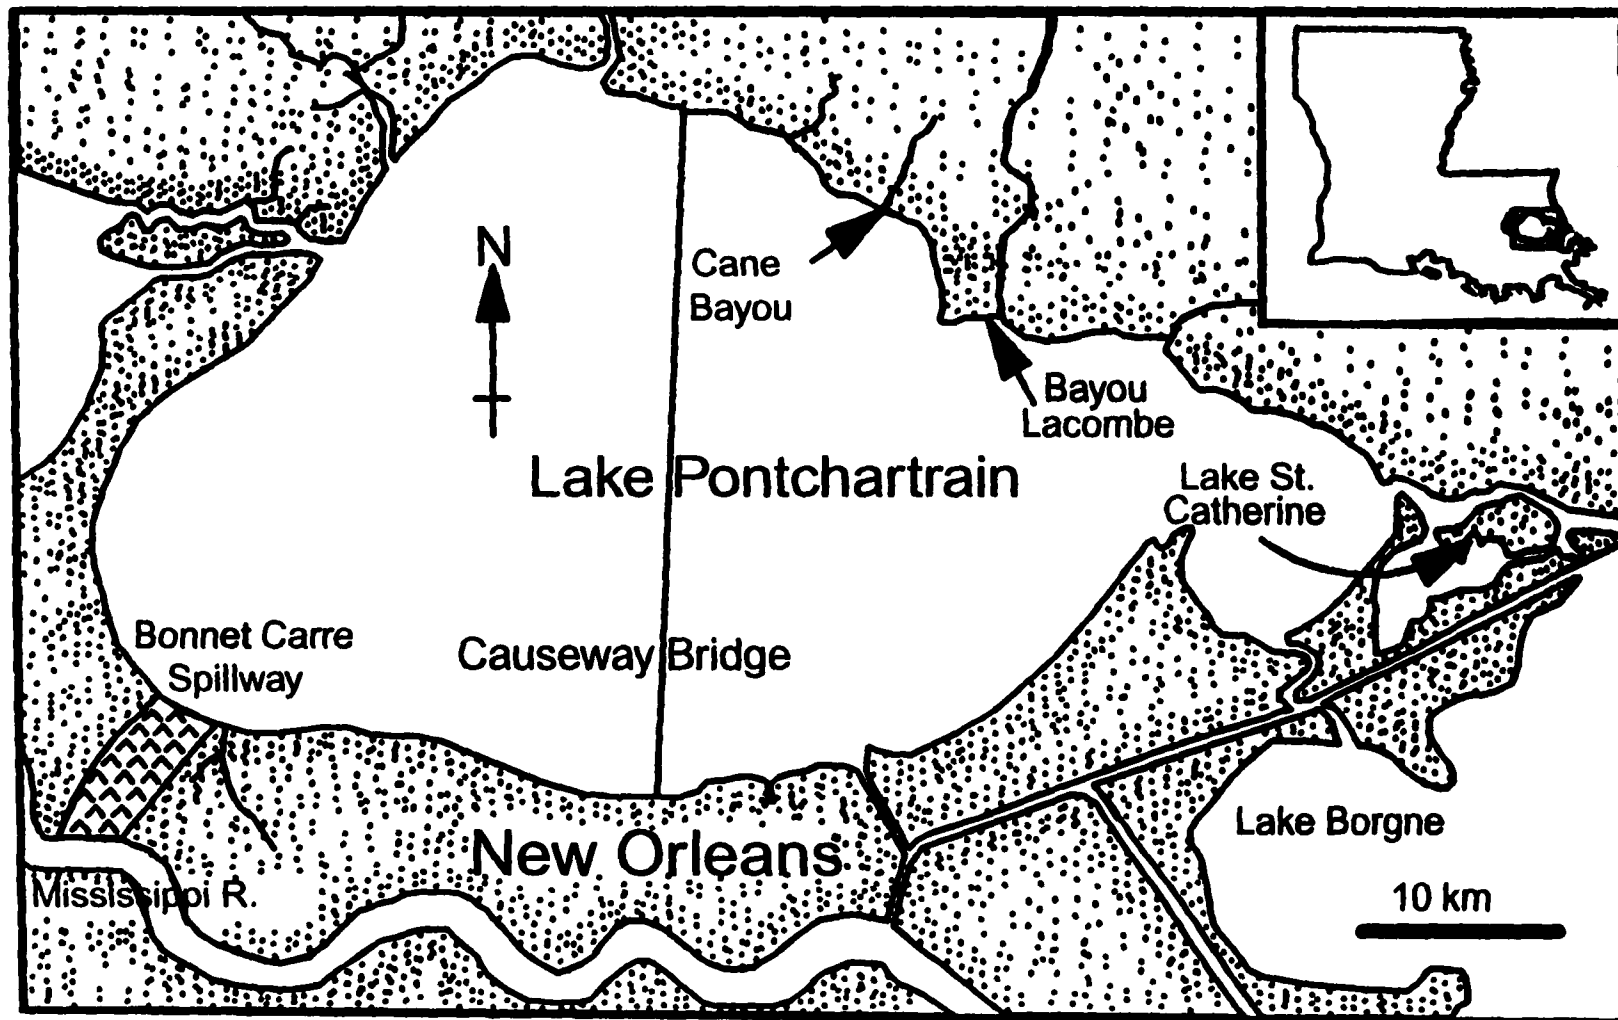 N
Cane
Bayou
Bayou
Lacombe
Lake Pontchartrain
Lake St.
Catherine
Bonnet Carre
Spillway
Causeway Bridge
New Orleans
Lake Borgne
Mississippi R.
10 km